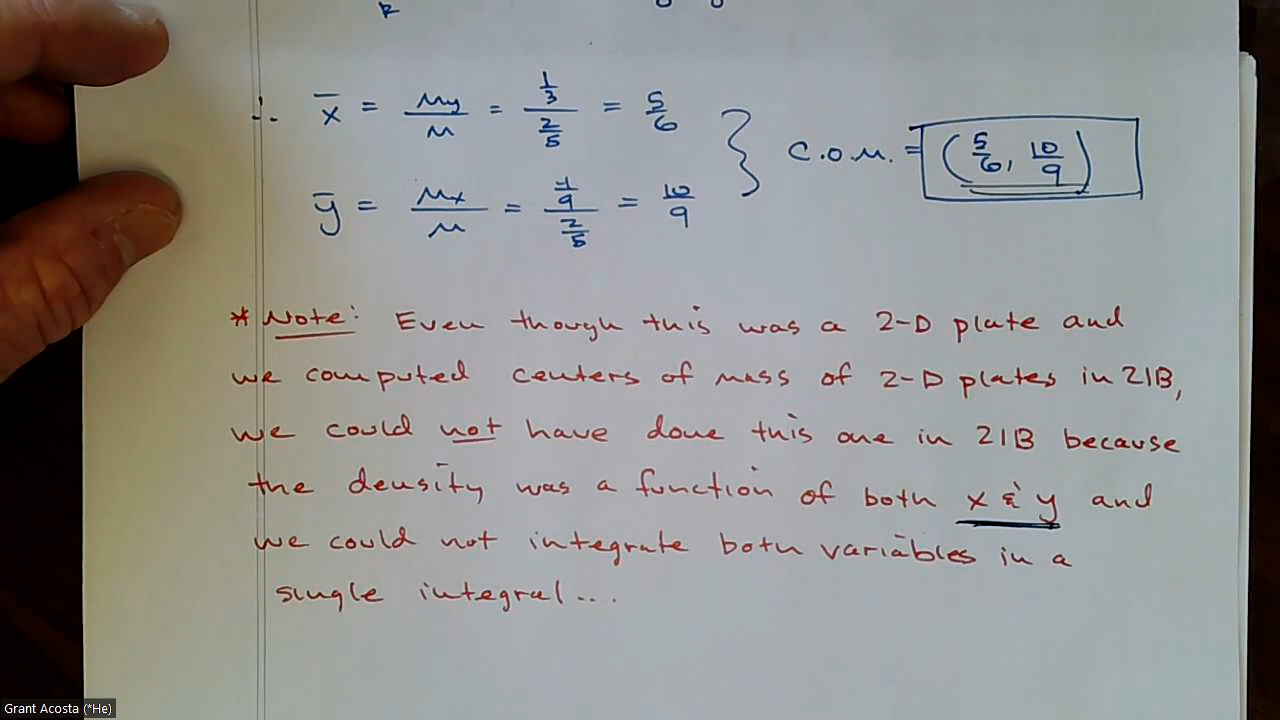 R 0 0
∴ x̄ = My/M = (1/3)/(2/5) = 5/6
} C.O.M. = (5/6, 10/9)
ȳ = Mx/M = (4/9)/(2/5) = 10/9
* Note: Even though this was a 2-D plate and
we computed centers of mass of 2-D plates in 21B,
we could not have done this one in 21B because
the density was a function of both x & y and
we could not integrate both variables in a
single integral...
Grant Acosta (*He)